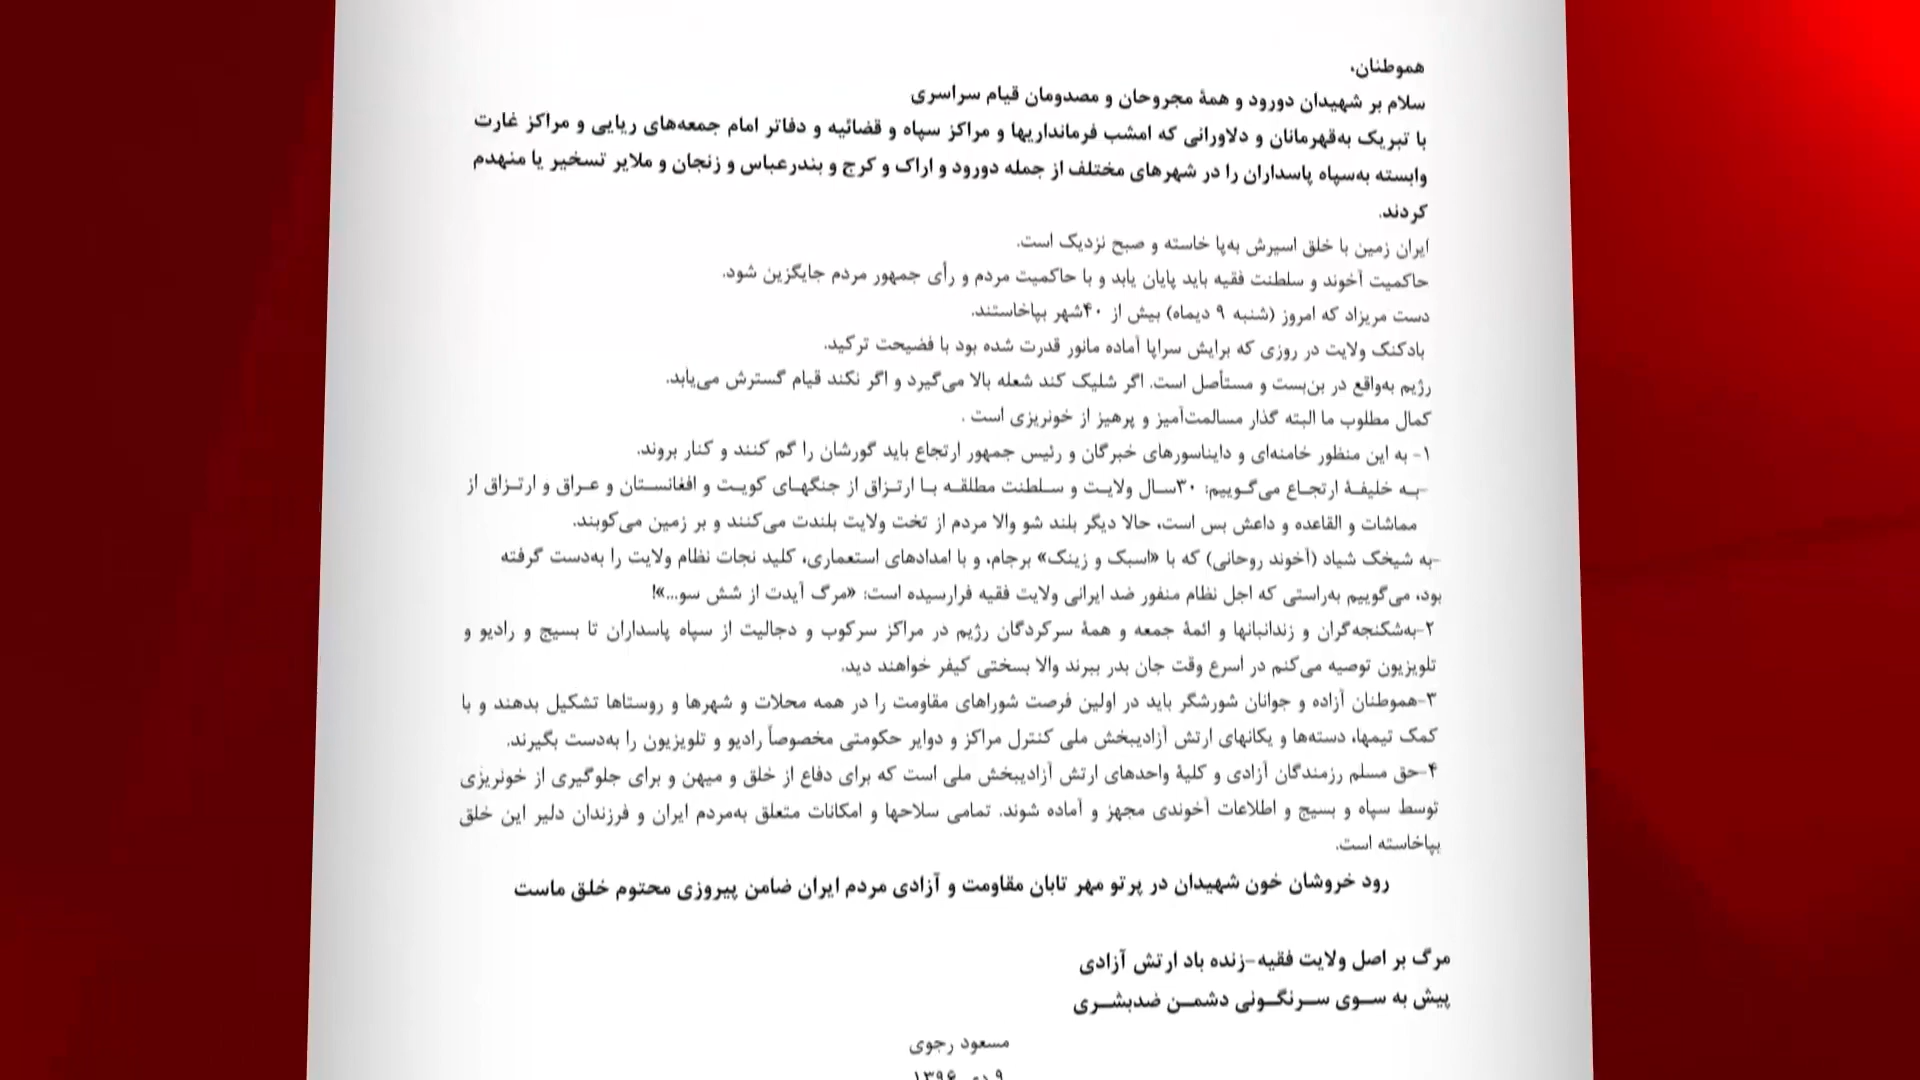 هموطنان،
سلام بر شهیدان دورود و همهٔ مجروحان و مصدومان قیام سراسری
با تبریک به‌قهرمانان و دلاورانی که امشب فرمانداریها و مراکز سپاه و قضائیه و دفاتر امام جمعه‌های ریایی و مراکز غارت
وابسته به‌سپاه پاسداران را در شهرهای مختلف از جمله دورود و اراک و کرج و بندرعباس و زنجان و ملایر تسخیر یا منهدم
کردند.
ایران زمین با خلق اسیرش به‌پا خاسته و صبح نزدیک است.
حاکمیت آخوند و سلطنت فقیه باید پایان یابد و با حاکمیت مردم و رأی جمهور مردم جایگزین شود.
دست مریزاد که امروز (شنبه ۹ دیماه) بیش از ۴۰شهر بپاخاستند.
بادکنک ولایت در روزی که برایش سراپا آماده مانور قدرت شده بود با فضیحت ترکید.
رژیم به‌واقع در بن‌بست و مستأصل است. اگر شلیک کند شعله بالا می‌گیرد و اگر نکند قیام گسترش می‌یابد.
کمال مطلوب ما البته گذار مسالمت‌آمیز و پرهیز از خونریزی است .
۱- به این منظور خامنه‌ای و دایناسورهای خبرگان و رئیس جمهور ارتجاع باید گورشان را گم کنند و کنار بروند.
-به خلیفهٔ ارتجاع می‌گوییم: ۳۰سال ولایت و سلطنت مطلقه با ارتزاق از جنگهای کویت و افغانستان و عراق و ارتزاق از
مماشات و القاعده و داعش بس است، حالا دیگر بلند شو والا مردم از تخت ولایت بلندت می‌کنند و بر زمین می‌کوبند.
-به شیخک شیاد (آخوند روحانی) که با «اسبک و زینک» برجام، و با امدادهای استعماری، کلید نجات نظام ولایت را به‌دست گرفته
بود، می‌گوییم به‌راستی که اجل نظام منفور ضد ایرانی ولایت فقیه فرارسیده است: «مرگ آیدت از شش سو...»!
۲-به‌شکنجه‌گران و زندانبانها و ائمهٔ جمعه و همهٔ سرکردگان رژیم در مراکز سرکوب و دجالیت از سپاه پاسداران تا بسیج و رادیو و
تلویزیون توصیه می‌کنم در اسرع وقت جان بدر ببرند والا بسختی کیفر خواهند دید.
۳-هموطنان آزاده و جوانان شورشگر باید در اولین فرصت شوراهای مقاومت را در همه محلات و شهرها و روستاها تشکیل بدهند و با
کمک تیمها، دسته‌ها و یکانهای ارتش آزادیبخش ملی کنترل مراکز و دوایر حکومتی مخصوصاً رادیو و تلویزیون را به‌دست بگیرند.
۴-حق مسلم رزمندگان آزادی و کلیهٔ واحدهای ارتش آزادیبخش ملی است که برای دفاع از خلق و میهن و برای جلوگیری از خونریزی
توسط سپاه و بسیج و اطلاعات آخوندی مجهز و آماده شوند. تمامی سلاحها و امکانات متعلق به‌مردم ایران و فرزندان دلیر این خلق
بپاخاسته است.
رود خروشان خون شهیدان در پرتو مهر تابان مقاومت و آزادی مردم ایران ضامن پیروزی محتوم خلق ماست
مرگ بر اصل ولایت فقیه-زنده باد ارتش آزادی
پیش به سوی سرنگونی دشمن ضدبشری
مسعود رجوی
۹ دی ۱۳۹۶